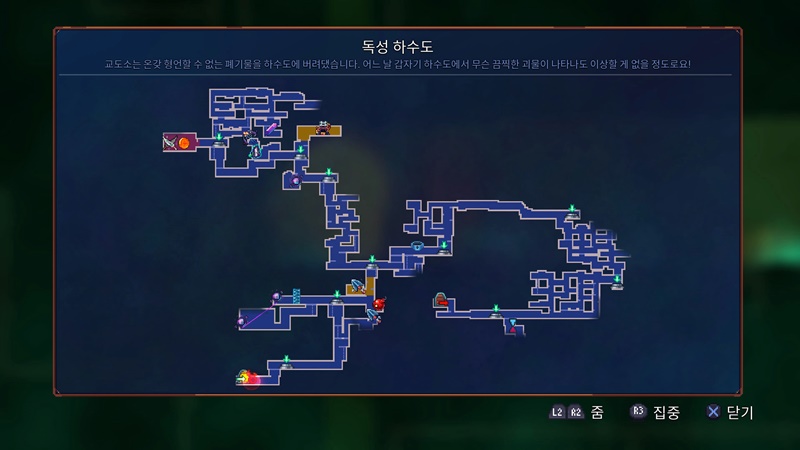 독성 하수도
교도소는 온갖 형언할 수 없는 폐기물을 하수도에 버려댔습니다. 어느 날 갑자기 하수도에서 무슨 끔찍한 괴물이 나타나도 이상할 게 없을 정도로요!
L2 R2 줌 R3 집중 닫기